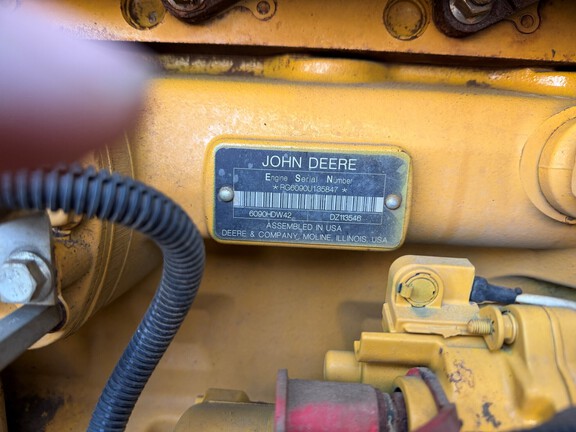 JOHN DEERE
Engine Serial Number
*RG6090U135847*
6090HDW42 DZ113546
ASSEMBLED IN USA
DEERE & COMPANY, MOLINE, ILLINOIS, USA